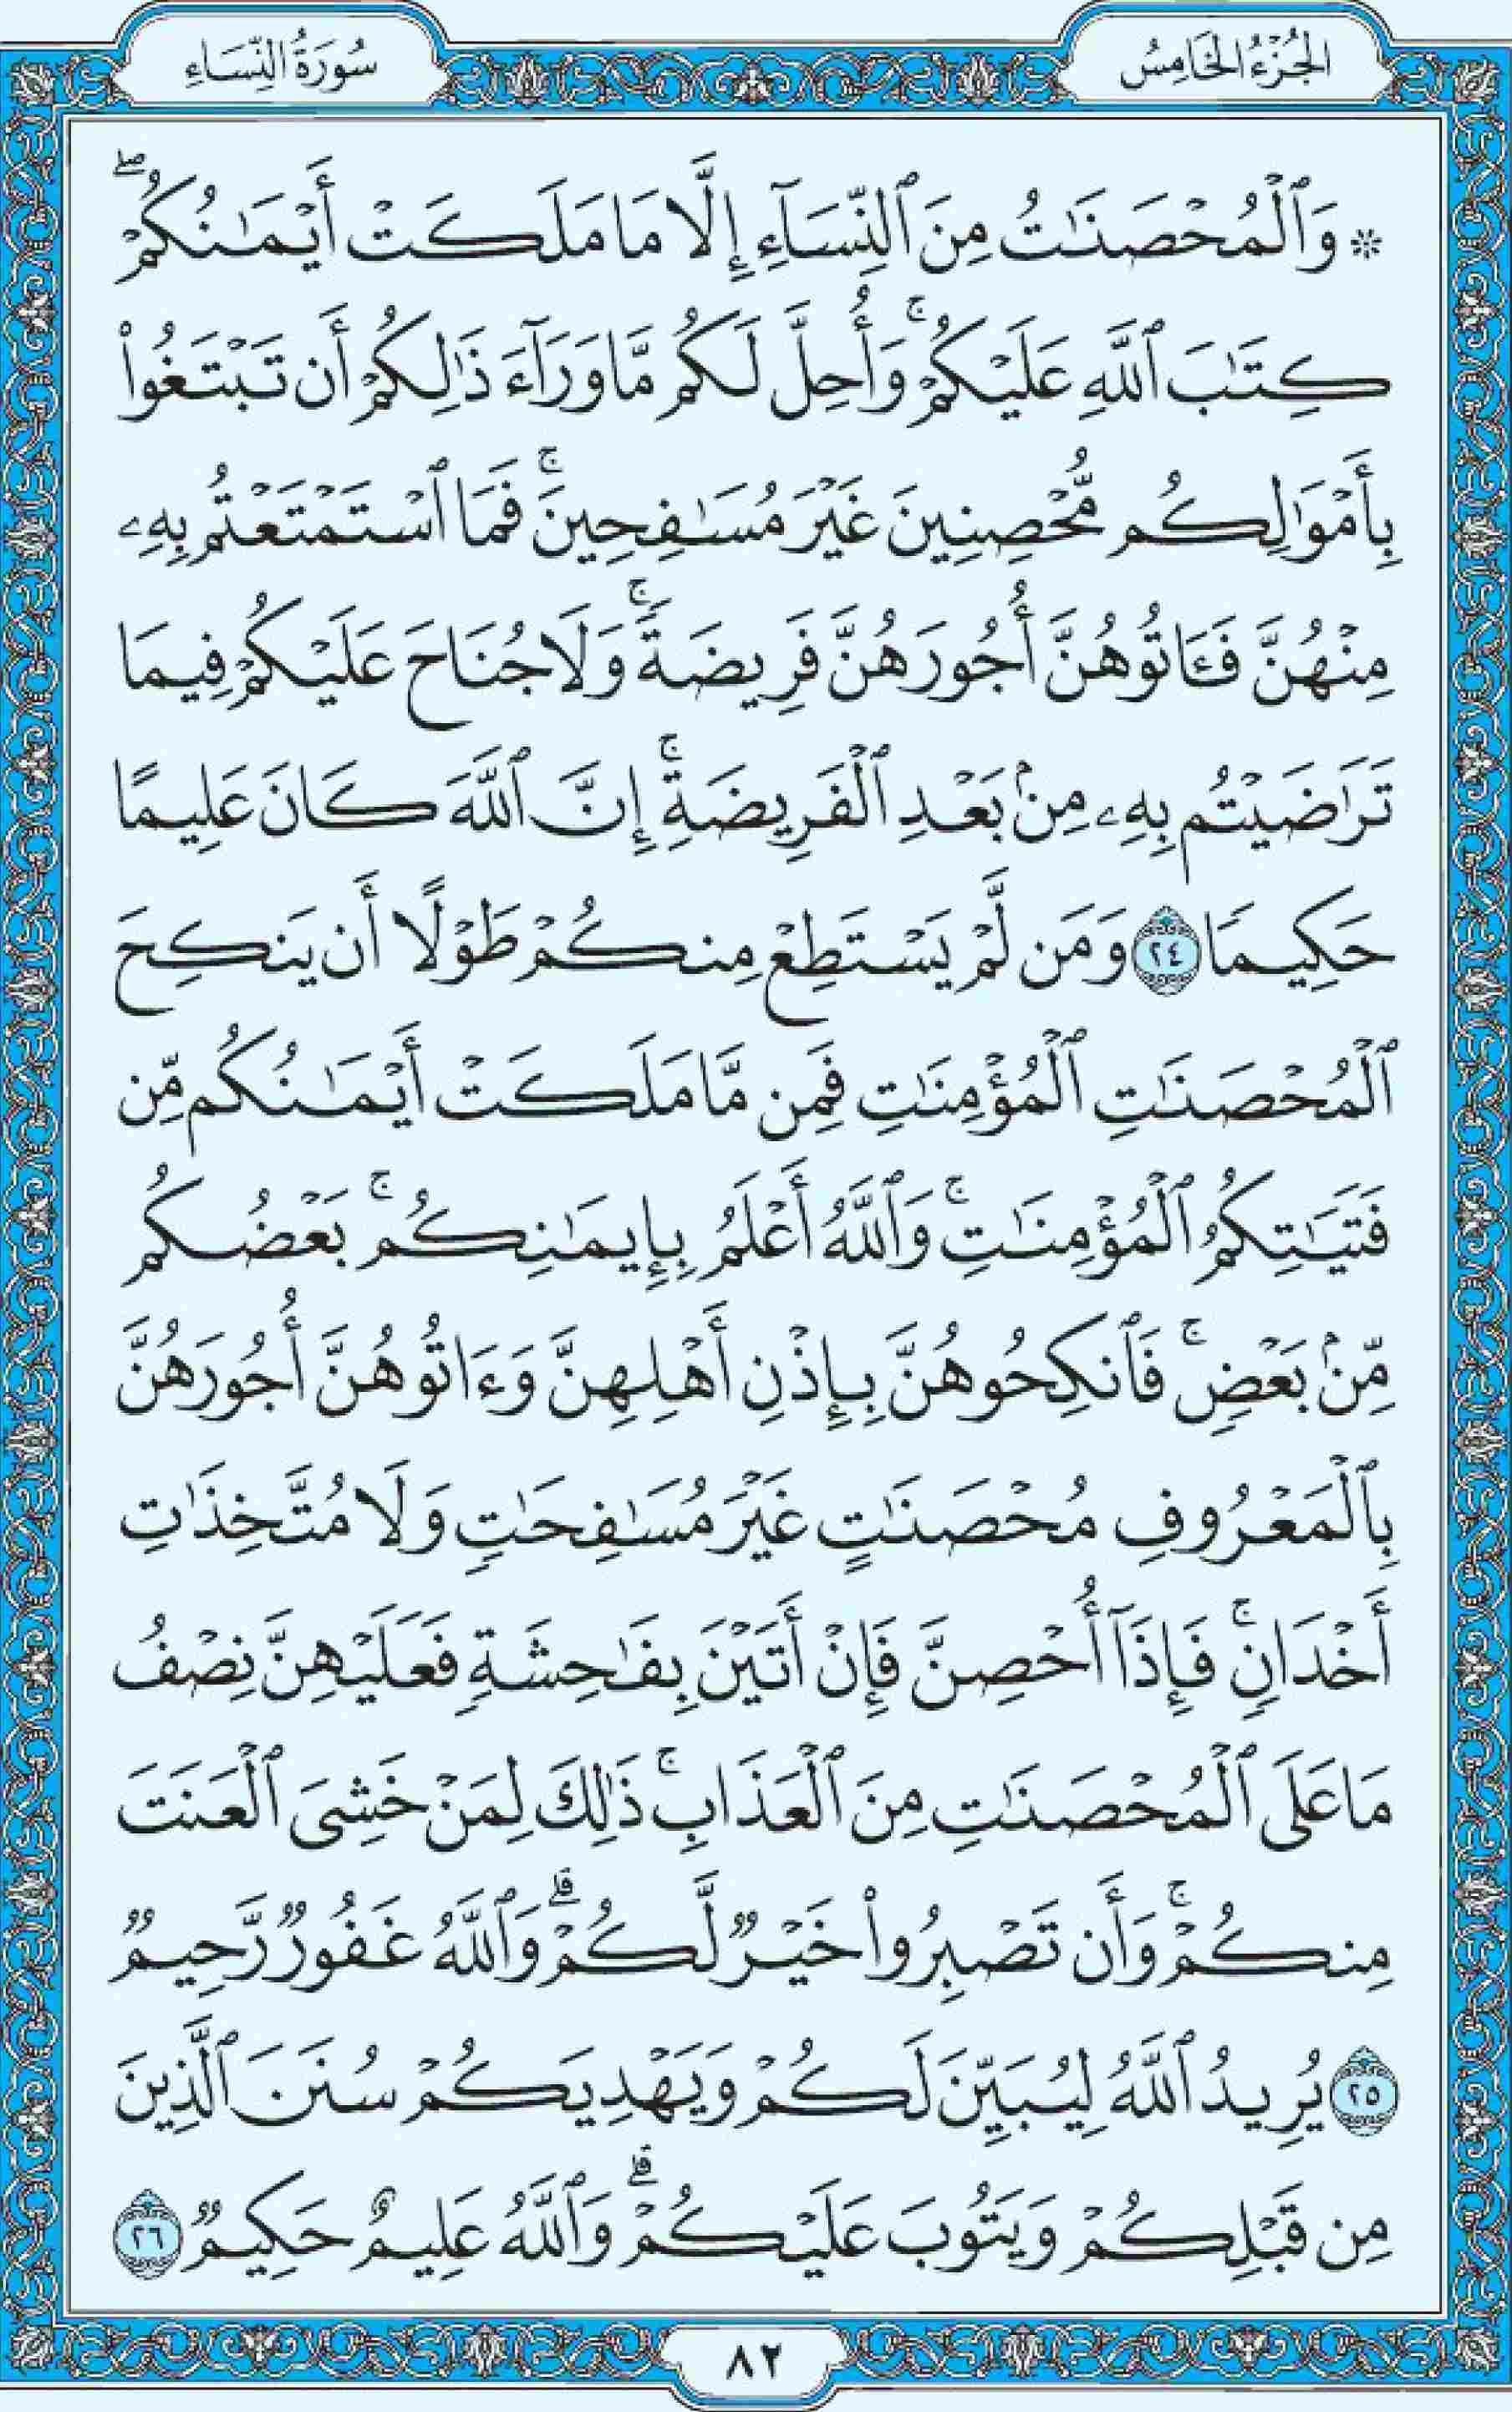 الجُزْءُ الخَامِسُ
سُورَةُ النِّسَاءِ
۞ وَٱلْمُحْصَنَٰتُ مِنَ ٱلنِّسَآءِ إِلَّا مَا مَلَكَتْ أَيْمَٰنُكُمْۖ
كِتَٰبَ ٱللَّهِ عَلَيْكُمْۚ وَأُحِلَّ لَكُم مَّا وَرَآءَ ذَٰلِكُمْ أَن تَبْتَغُوا۟
بِأَمْوَٰلِكُم مُّحْصِنِينَ غَيْرَ مُسَٰفِحِينَۚ فَمَا ٱسْتَمْتَعْتُم بِهِۦ
مِنْهُنَّ فَـَٔاتُوهُنَّ أُجُورَهُنَّ فَرِيضَةًۚ وَلَا جُنَاحَ عَلَيْكُمْ فِيمَا
تَرَٰضَيْتُم بِهِۦ مِنۢ بَعْدِ ٱلْفَرِيضَةِۚ إِنَّ ٱللَّهَ كَانَ عَلِيمًا
حَكِيمًا ٢٤ وَمَن لَّمْ يَسْتَطِعْ مِنكُمْ طَوْلًا أَن يَنكِحَ
ٱلْمُحْصَنَٰتِ ٱلْمُؤْمِنَٰتِ فَمِن مَّا مَلَكَتْ أَيْمَٰنُكُم مِّن
فَتَيَٰتِكُمُ ٱلْمُؤْمِنَٰتِۚ وَٱللَّهُ أَعْلَمُ بِإِيمَٰنِكُمۚ بَعْضُكُم
مِّنۢ بَعْضٍۚ فَٱنكِحُوهُنَّ بِإِذْنِ أَهْلِهِنَّ وَءَاتُوهُنَّ أُجُورَهُنَّ
بِٱلْمَعْرُوفِ مُحْصَنَٰتٍ غَيْرَ مُسَٰفِحَٰتٍ وَلَا مُتَّخِذَٰتِ
أَخْدَانٍۚ فَإِذَآ أُحْصِنَّ فَإِنْ أَتَيْنَ بِفَٰحِشَةٍ فَعَلَيْهِنَّ نِصْفُ
مَا عَلَى ٱلْمُحْصَنَٰتِ مِنَ ٱلْعَذَابِۚ ذَٰلِكَ لِمَنْ خَشِىَ ٱلْعَنَتَ
مِنكُمْۚ وَأَن تَصْبِرُوا۟ خَيْرٌ لَّكُمْۗ وَٱللَّهُ غَفُورٌ رَّحِيمٌ
٢٥ يُرِيدُ ٱللَّهُ لِيُبَيِّنَ لَكُمْ وَيَهْدِيَكُمْ سُنَنَ ٱلَّذِينَ
مِن قَبْلِكُمْ وَيَتُوبَ عَلَيْكُمْۗ وَٱللَّهُ عَلِيمٌ حَكِيمٌ ٢٦
٨٢